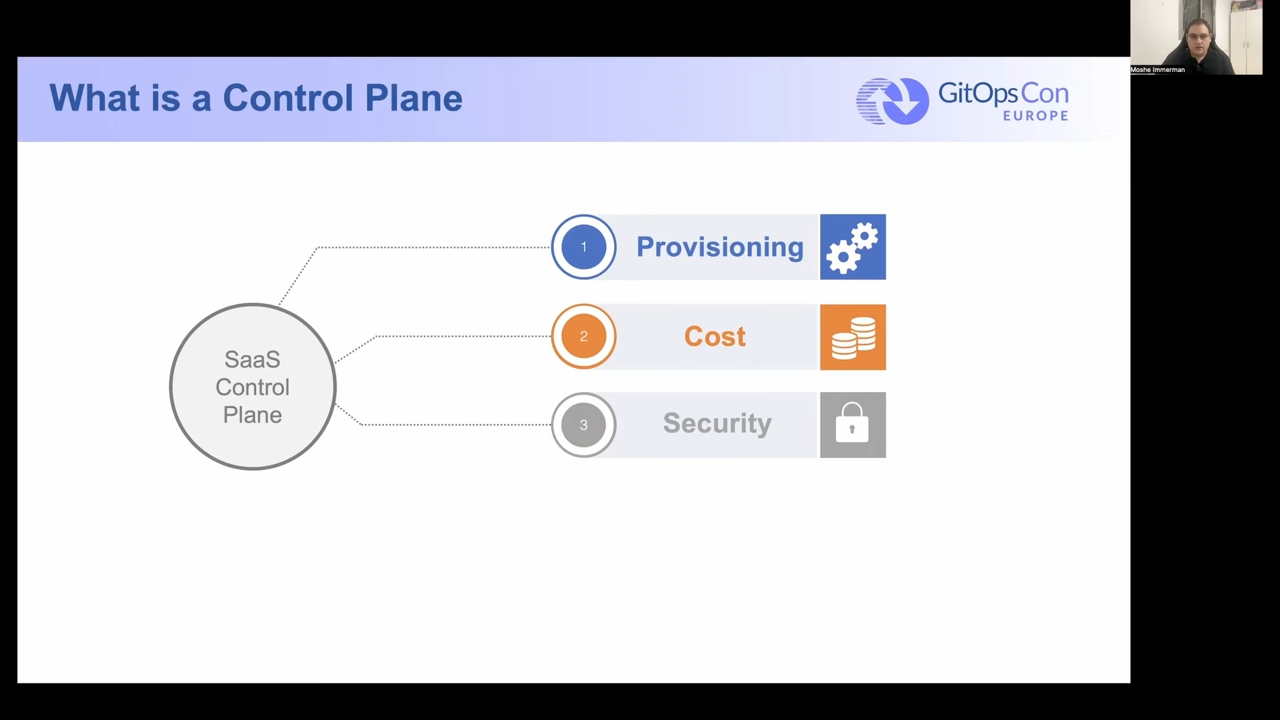 Moshe Immerman
What is a Control Plane
GitOpsCon
EUROPE
SaaS
Control
Plane
1
Provisioning
2
Cost
3
Security